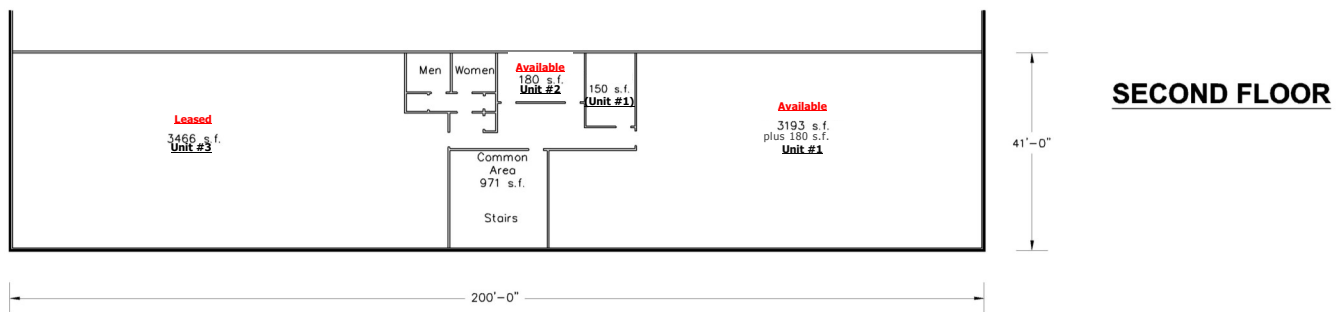 Men
Women
Available
180 s.f.
Unit #2
150 s.f.
(Unit #1)
Leased
3466 s.f.
Unit #3
Available
3193 s.f.
plus 180 s.f.
Unit #1
Common
Area
971 s.f.
Stairs
SECOND FLOOR
41'-0"
200'-0"